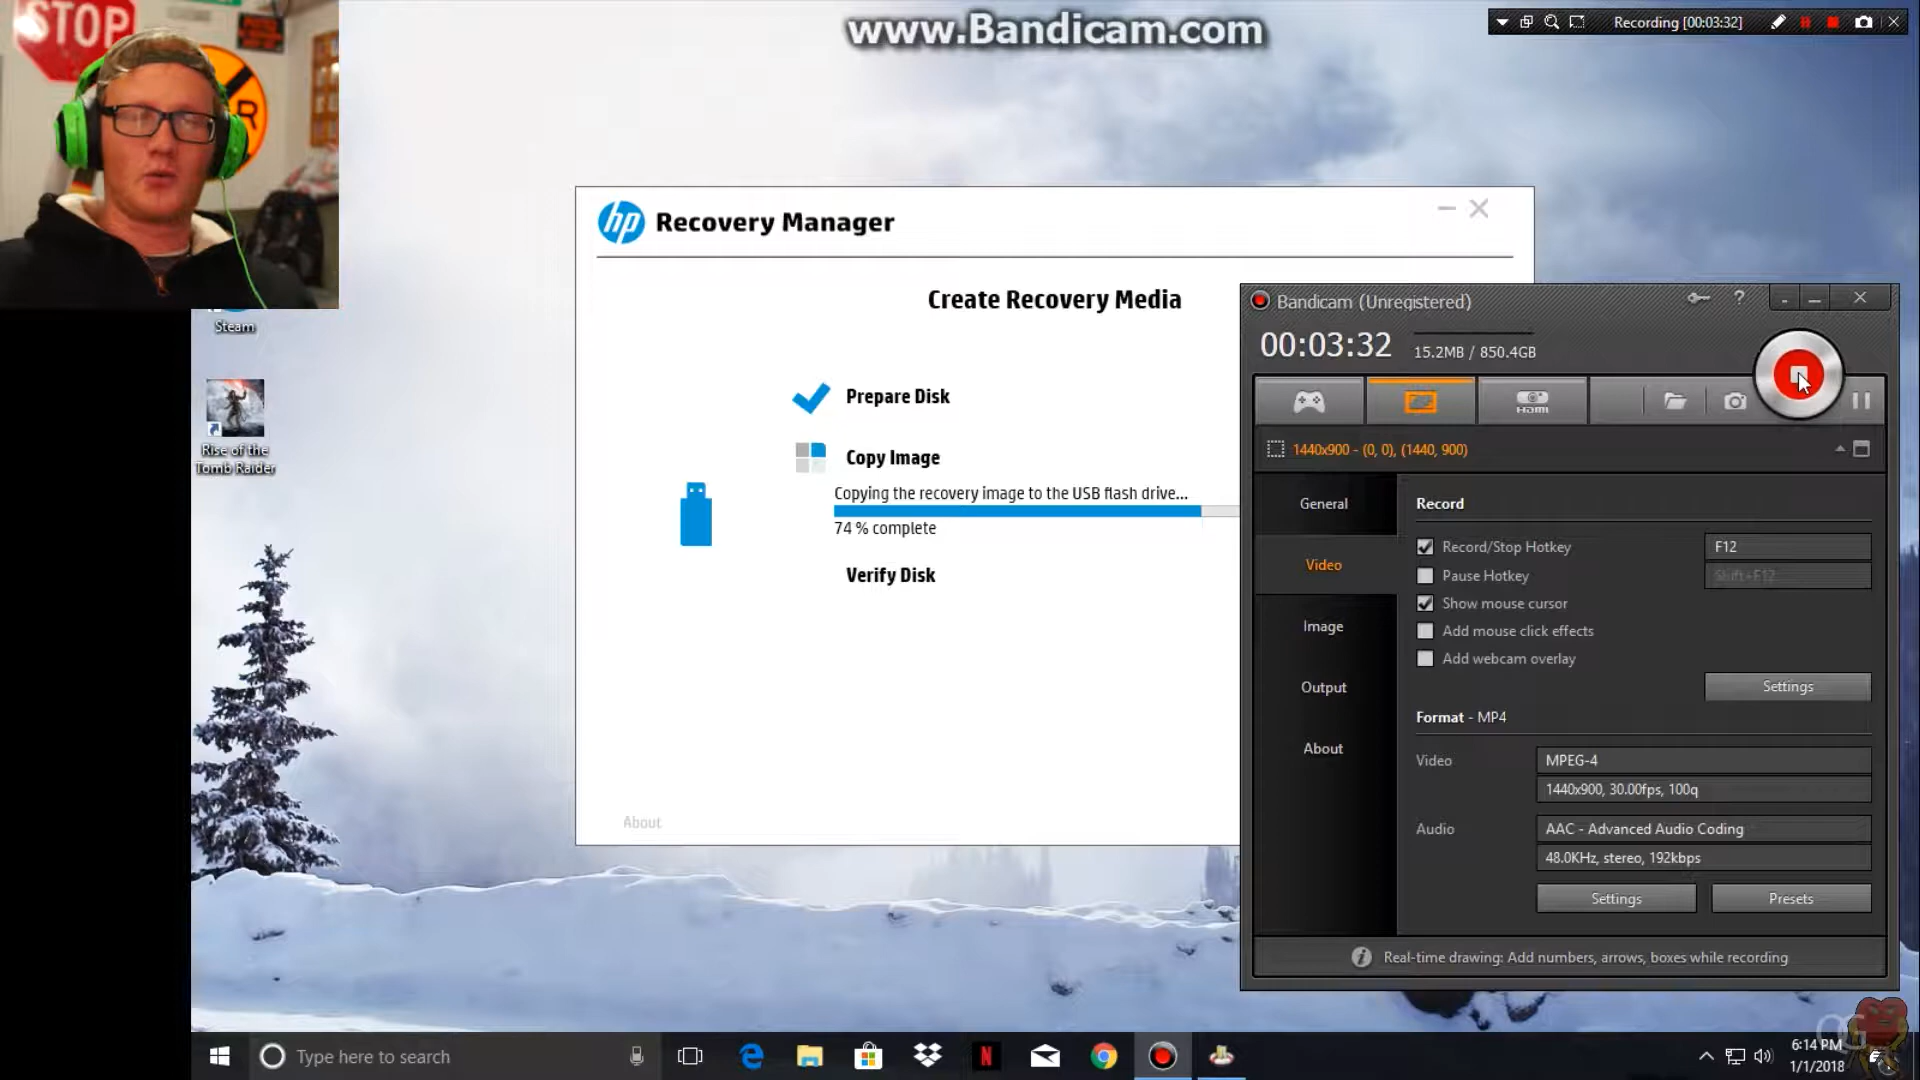 STOP
R
www.Bandicam.com
Recording [00:03:32]
hp Recovery Manager
Create Recovery Media
Prepare Disk
Copy Image
Copying the recovery image to the USB flash drive...
74 % complete
Verify Disk
About
Steam
Rise of the
Tomb Raider
Bandicam (Unregistered)
?
00:03:32
15.2MB / 850.4GB
HDMI
1440x900 - (0, 0), (1440, 900)
General
Video
Image
Output
About
Record
Record/Stop Hotkey
F12
Pause Hotkey
Shift+F12
Show mouse cursor
Add mouse click effects
Add webcam overlay
Settings
Format - MP4
Video
MPEG-4
1440x900, 30.00fps, 100q
Audio
AAC - Advanced Audio Coding
48.0KHz, stereo, 192kbps
Settings
Presets
Real-time drawing: Add numbers, arrows, boxes while recording
Type here to search
N
6:14 PM
1/1/2018